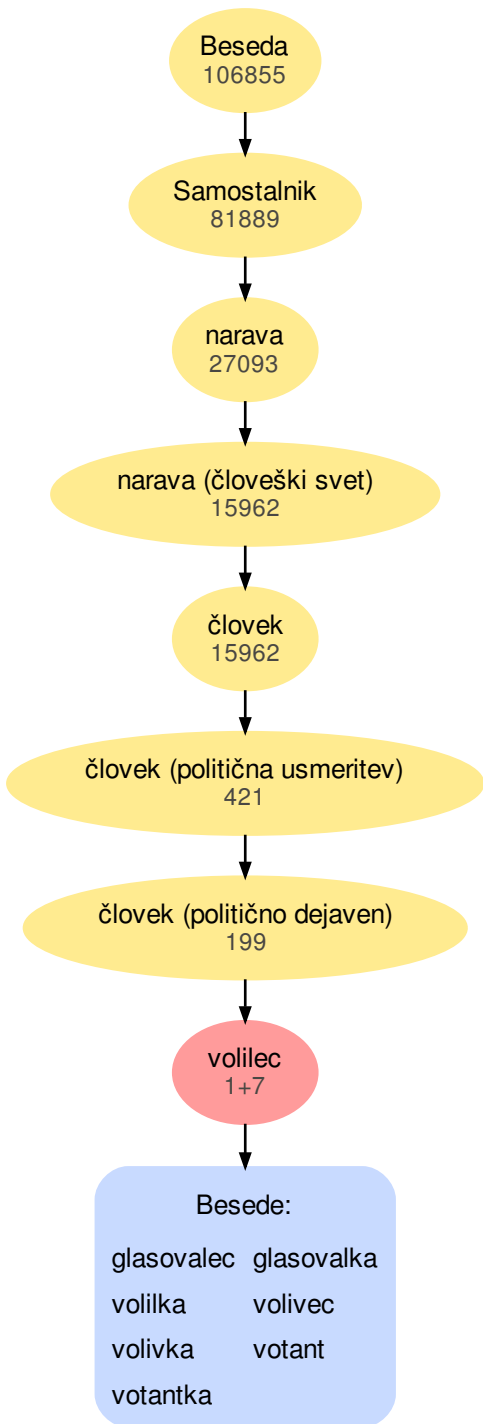 Beseda
106855
Samostalnik
81889
narava
27093
narava (človeški svet)
15962
človek
15962
človek (politična usmeritev)
421
človek (politično dejaven)
199
volilec
1+7
Besede:
glasovalec glasovalka
volilka volivec
volivka votant
votantka